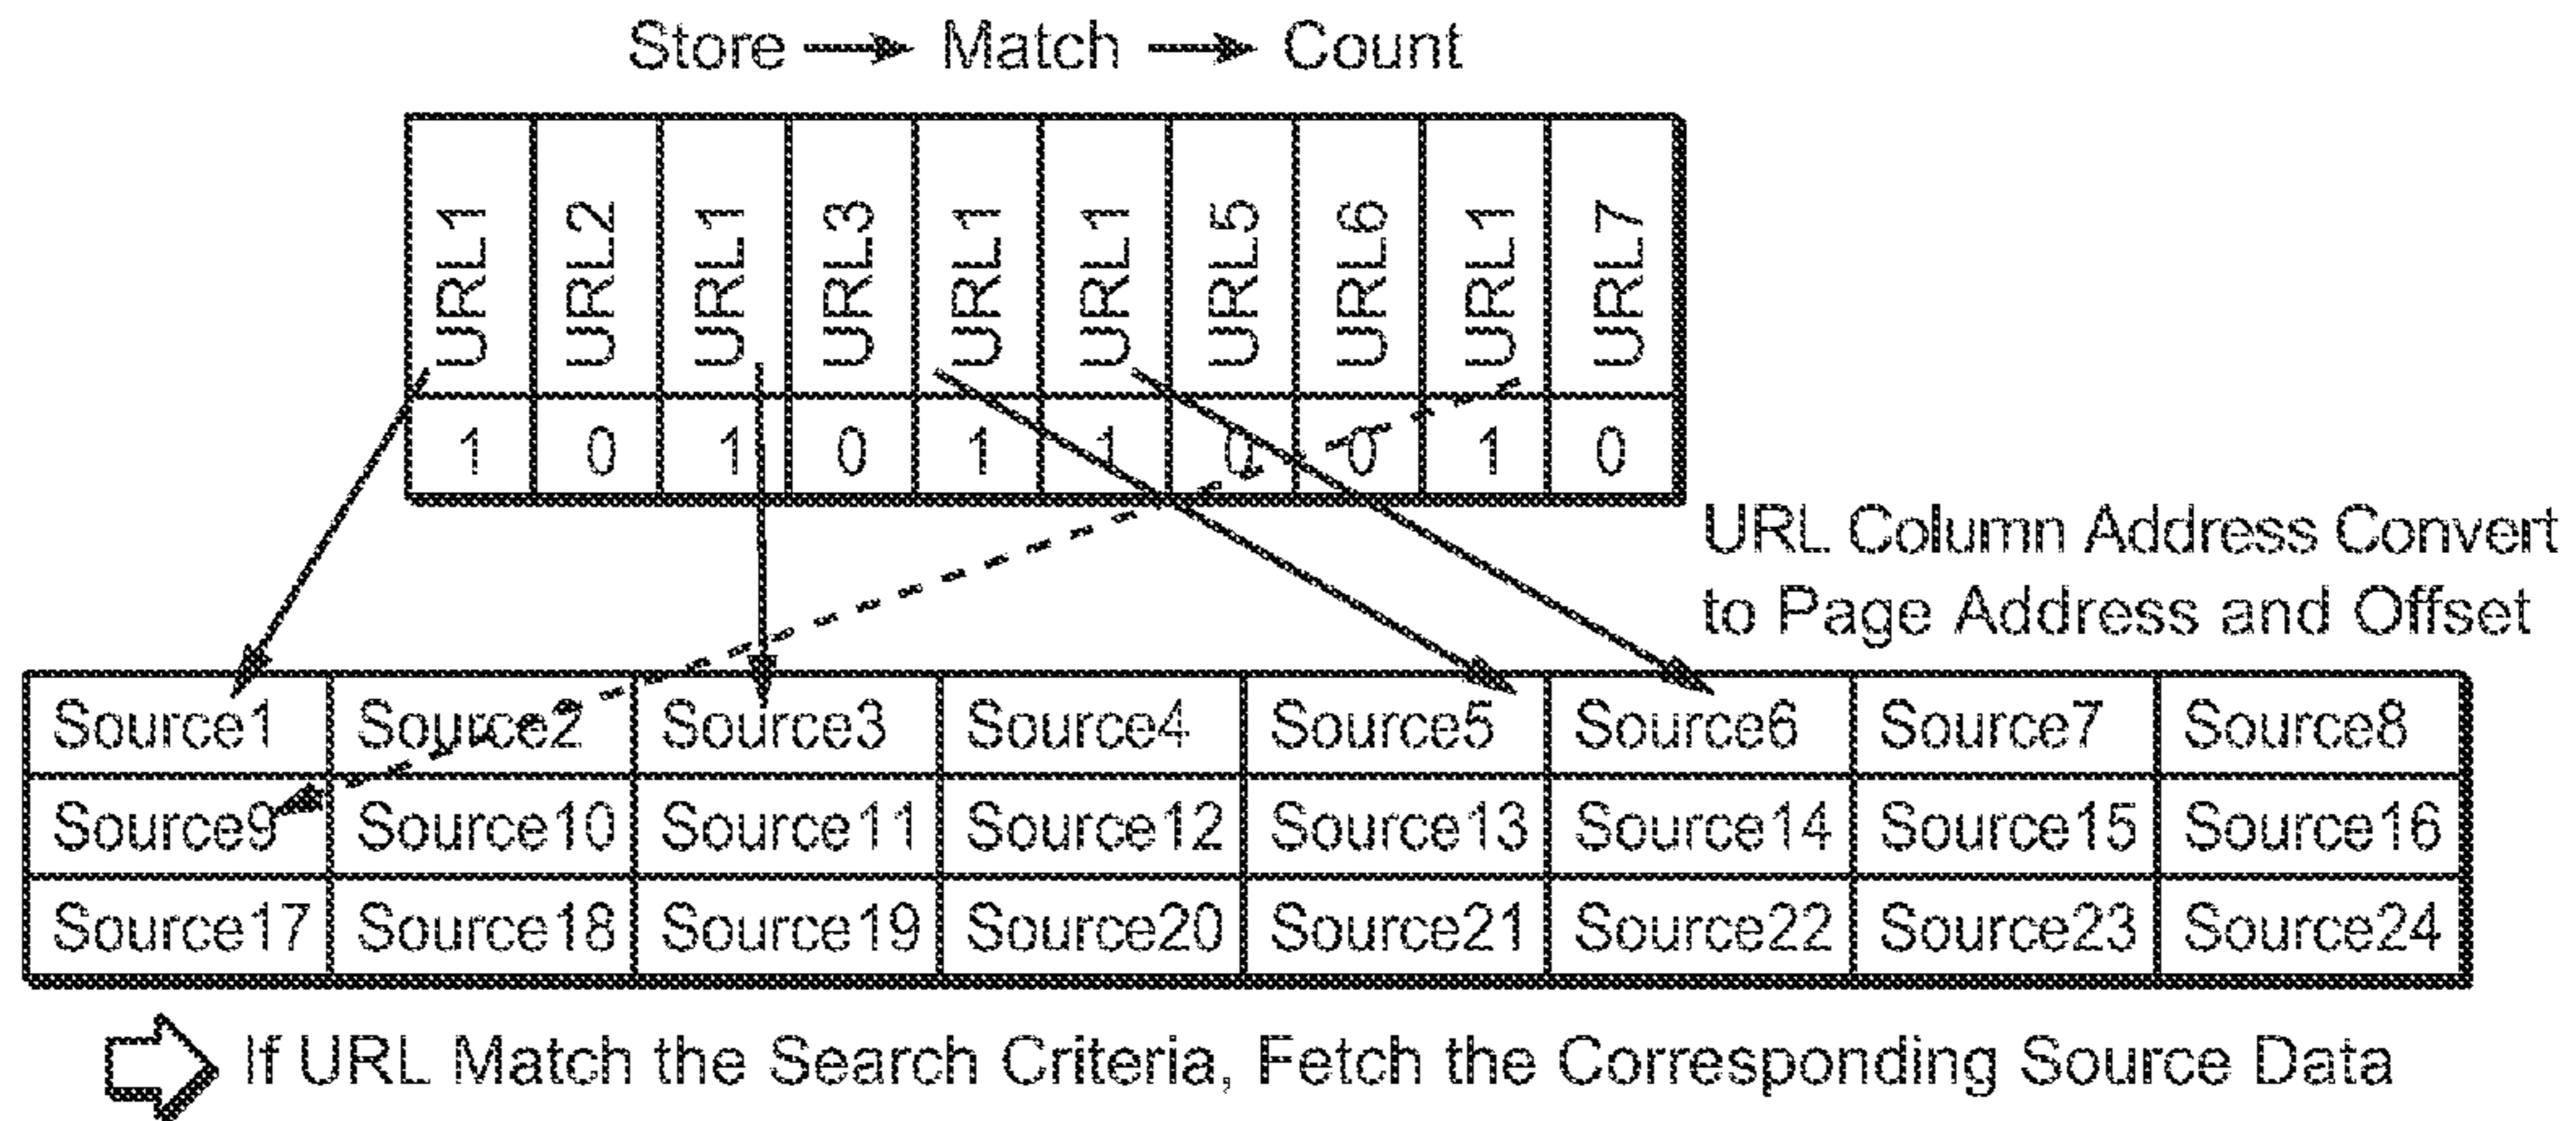 Store → Match → Count
URL1 URL2 URL1 URL3 URL1 URL1 URL5 URL6 URL1 URL7
1 0 1 0 1 1 0 0 1 0
URL Column Address Convert
to Page Address and Offset
Source1 Source2 Source3 Source4 Source5 Source6 Source7 Source8
Source9 Source10 Source11 Source12 Source13 Source14 Source15 Source16
Source17 Source18 Source19 Source20 Source21 Source22 Source23 Source24
If URL Match the Search Criteria, Fetch the Corresponding Source Data